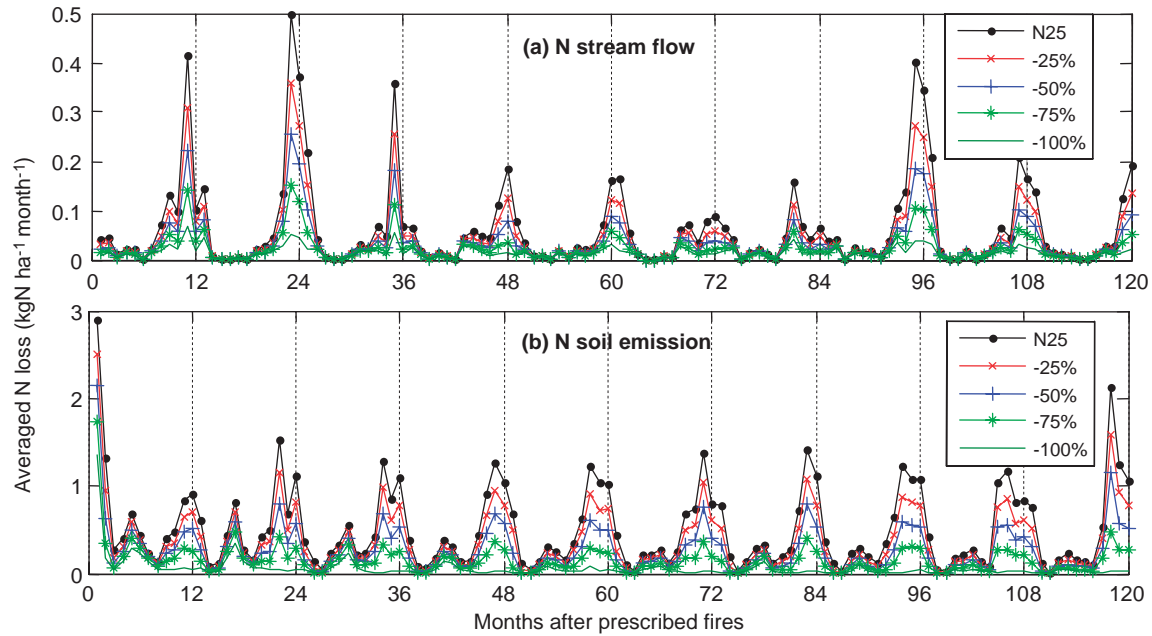 (a) N stream flow
N25
-25%
-50%
-75%
-100%
0.5
0.4
0.3
0.2
0.1
0
0 12 24 36 48 60 72 84 96 108 120
Averaged N loss (kgN ha⁻¹ month⁻¹)
(b) N soil emission
N25
-25%
-50%
-75%
-100%
3
2
1
0
0 12 24 36 48 60 72 84 96 108 120
Months after prescribed fires